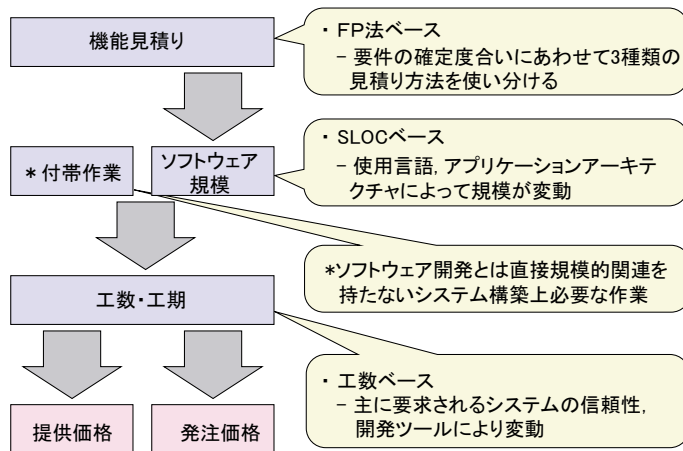 機能見積り
・ FP法ベース
− 要件の確定度合いにあわせて3種類の
見積り方法を使い分ける
＊付帯作業
ソフトウェア
規模
・ SLOCベース
− 使用言語, アプリケーションアーキテ
クチャによって規模が変動
*ソフトウェア開発とは直接規模的関連を
持たないシステム構築上必要な作業
工数・工期
・ 工数ベース
− 主に要求されるシステムの信頼性,
開発ツールにより変動
提供価格
発注価格